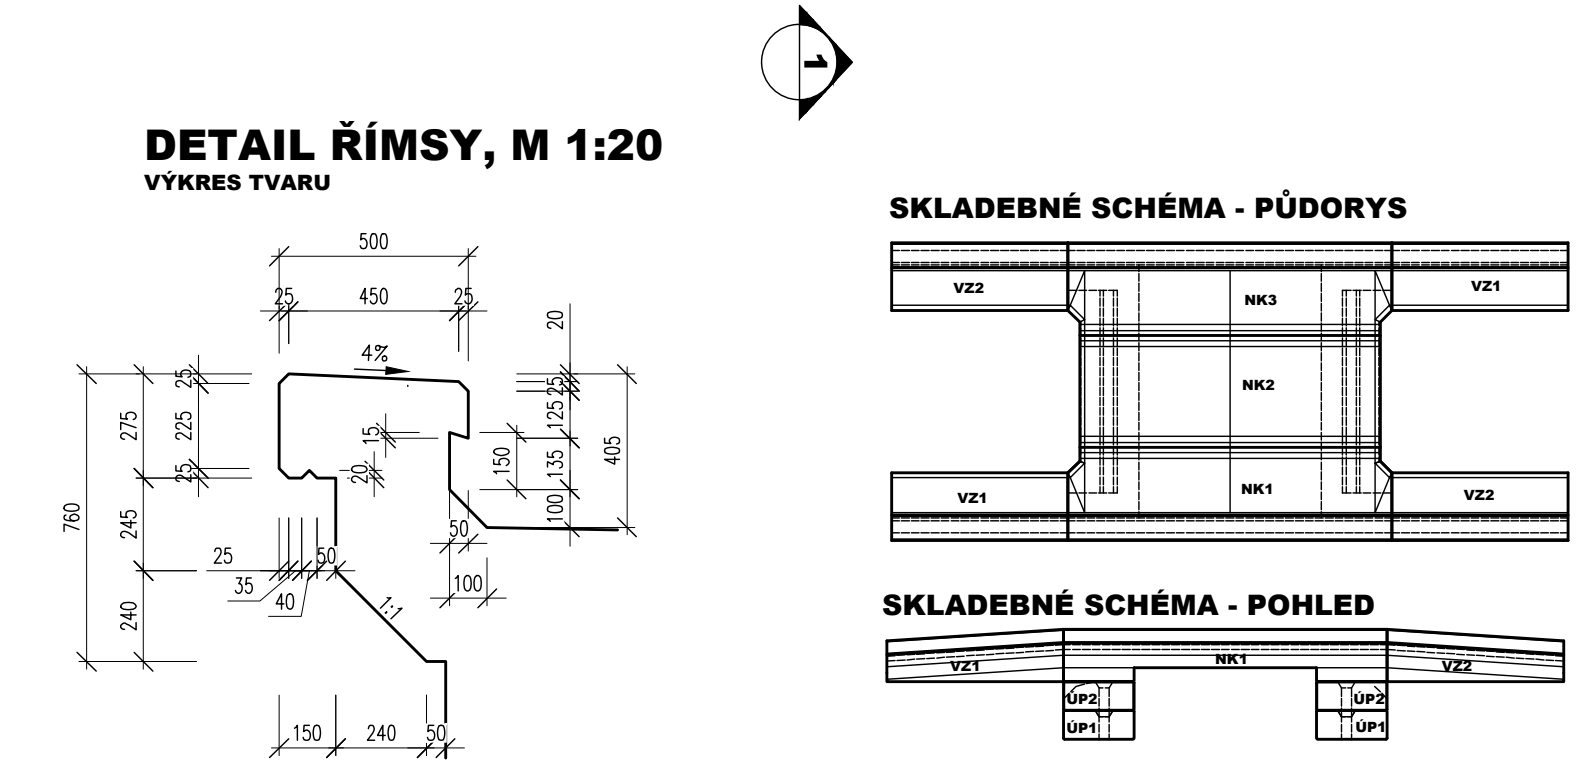 1
DETAIL ŘÍMSY, M 1:20
VÝKRES TVARU
SKLADEBNÉ SCHÉMA - PŮDORYS
500
25 450 25
20
4%
25
25
275
225
125
15
405
25
20
150
135
760
245
100
50
25
50
35
40
100
240
1:1
150 240 50
VZ2
NK3
VZ1
NK2
VZ1
NK1
VZ2
SKLADEBNÉ SCHÉMA - POHLED
VZ1
NK1
VZ2
ÚP2
ÚP2
ÚP1
ÚP1